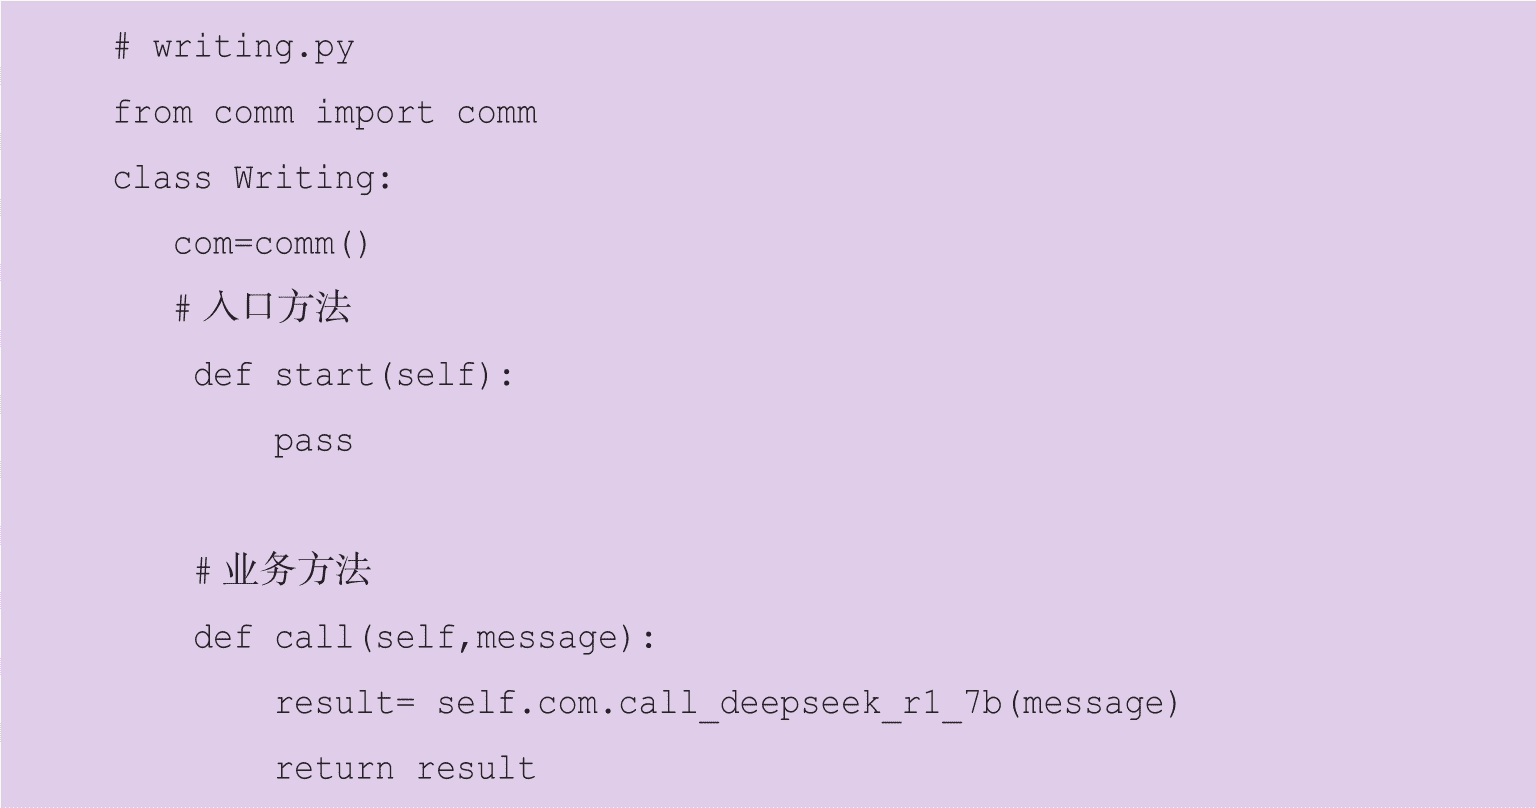 # writing.py
from comm import comm
class Writing:
   com=comm()
   # 入口方法
    def start(self):
        pass

    # 业务方法
    def call(self,message):
        result= self.com.call_deepseek_r1_7b(message)
        return result